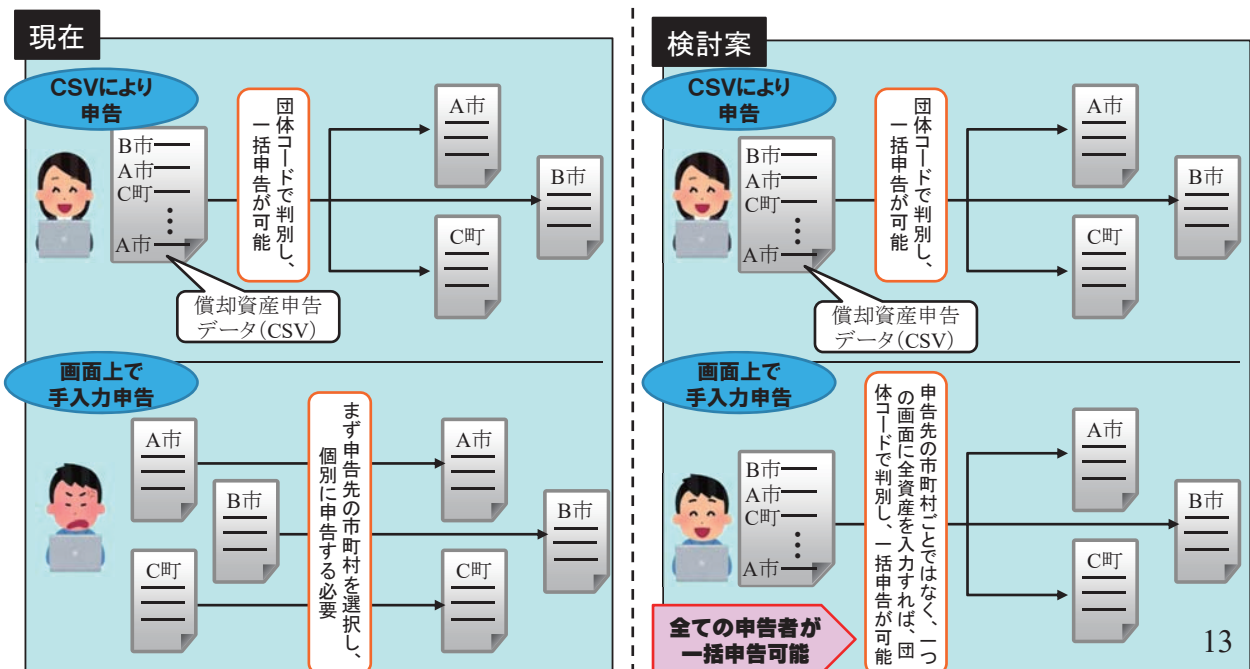 現在
CSVにより
申告
B市
A市
C町
⋮
A市
団体コードで判別し、
一括申告が可能
A市
B市
C町
償却資産申告
データ(CSV)
画面上で
手入力申告
A市
B市
C町
まず申告先の市町村を選択し、
個別に申告する必要
A市
B市
C町
検討案
CSVにより
申告
B市
A市
C町
⋮
A市
団体コードで判別し、
一括申告が可能
A市
B市
C町
償却資産申告
データ(CSV)
画面上で
手入力申告
B市
A市
C町
⋮
A市
申告先の市町村ごとではなく、一つ
の画面に全資産を入力すれば、団
体コードで判別し、一括申告が可能
A市
B市
C町
全ての申告者が
一括申告可能
13